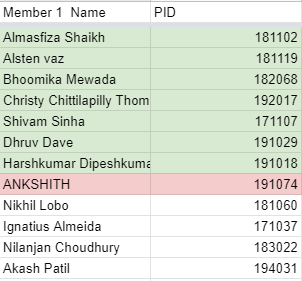 Member 1 Name PID
Almasfiza Shaikh 181102
Alsten vaz 181119
Bhoomika Mewada 182068
Christy Chittilapilly Thom 192017
Shivam Sinha 171107
Dhruv Dave 191029
Harshkumar Dipeshkuma 191018
ANKSHITH 191074
Nikhil Lobo 181060
Ignatius Almeida 171037
Nilanjan Choudhury 183022
Akash Patil 194031